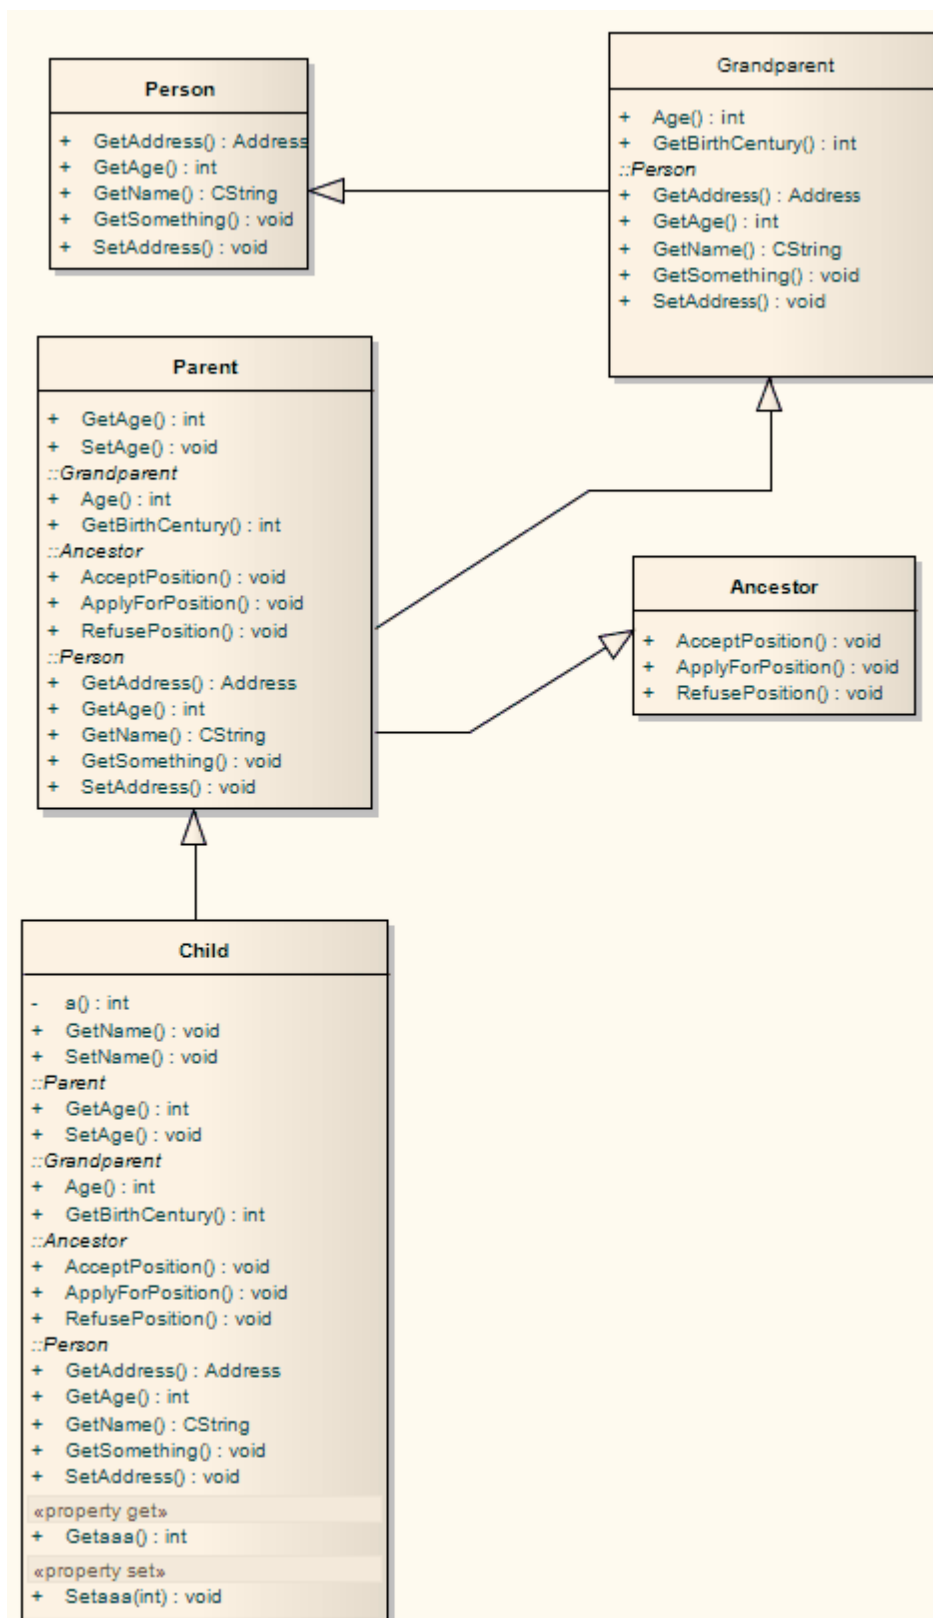 Person
+ GetAddress() : Address
+ GetAge() : int
+ GetName() : CString
+ GetSomething() : void
+ SetAddress() : void
Grandparent
+ Age() : int
+ GetBirthCentury() : int
::Person
+ GetAddress() : Address
+ GetAge() : int
+ GetName() : CString
+ GetSomething() : void
+ SetAddress() : void
Parent
+ GetAge() : int
+ SetAge() : void
::Grandparent
+ Age() : int
+ GetBirthCentury() : int
::Ancestor
+ AcceptPosition() : void
+ ApplyForPosition() : void
+ RefusePosition() : void
::Person
+ GetAddress() : Address
+ GetAge() : int
+ GetName() : CString
+ GetSomething() : void
+ SetAddress() : void
Ancestor
+ AcceptPosition() : void
+ ApplyForPosition() : void
+ RefusePosition() : void
Child
- a() : int
+ GetName() : void
+ SetName() : void
::Parent
+ GetAge() : int
+ SetAge() : void
::Grandparent
+ Age() : int
+ GetBirthCentury() : int
::Ancestor
+ AcceptPosition() : void
+ ApplyForPosition() : void
+ RefusePosition() : void
::Person
+ GetAddress() : Address
+ GetAge() : int
+ GetName() : CString
+ GetSomething() : void
+ SetAddress() : void
«property get»
+ Getaaa() : int
«property set»
+ Setaaa(int) : void